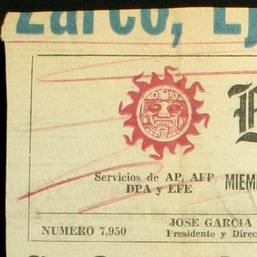 Zarco, Ej
Servicios de AP, AFP
DPA y EFE
MIEM
NUMERO 7,950
JOSE GARCIA
Presidente y Direc